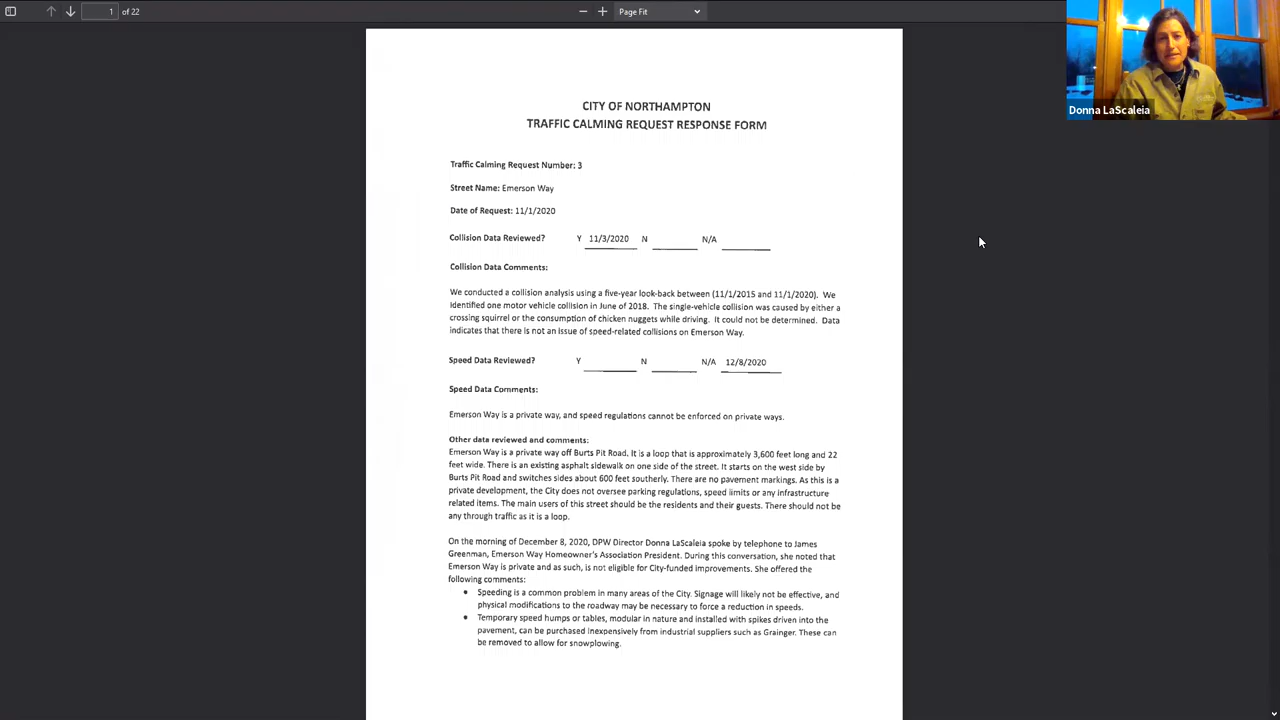 1 of 22
Page Fit
Donna LaScaleia
CITY OF NORTHAMPTON
TRAFFIC CALMING REQUEST RESPONSE FORM
Traffic Calming Request Number: 3
Street Name: Emerson Way
Date of Request: 11/1/2020
Collision Data Reviewed? Y 11/3/2020 N N/A
Collision Data Comments:
We conducted a collision analysis using a five-year look-back between (11/1/2015 and 11/1/2020). We
identified one motor vehicle collision in June of 2018. The single-vehicle collision was caused by either a
crossing squirrel or the consumption of chicken nuggets while driving. It could not be determined. Data
indicates that there is not an issue of speed-related collisions on Emerson Way.
Speed Data Reviewed? Y N N/A 12/8/2020
Speed Data Comments:
Emerson Way is a private way, and speed regulations cannot be enforced on private ways.
Other data reviewed and comments:
Emerson Way is a private way off Burts Pit Road. It is a loop that is approximately 3,600 feet long and 22
feet wide. There is an existing asphalt sidewalk on one side of the street. It starts on the west side by
Burts Pit Road and switches sides about 600 feet southerly. There are no pavement markings. As this is a
private development, the City does not oversee parking regulations, speed limits or any infrastructure
related items. The main users of this street should be the residents and their guests. There should not be
any through traffic as it is a loop.
On the morning of December 8, 2020, DPW Director Donna LaScaleia spoke by telephone to James
Greenman, Emerson Way Homeowner's Association President. During this conversation, she noted that
Emerson Way is private and as such, is not eligible for City-funded improvements. She offered the
following comments:
• Speeding is a common problem in many areas of the City. Signage will likely not be effective, and
physical modifications to the roadway may be necessary to force a reduction in speeds.
• Temporary speed humps or tables, modular in nature and installed with spikes driven into the
pavement, can be purchased inexpensively from industrial suppliers such as Grainger. These can
be removed to allow for snowplowing.